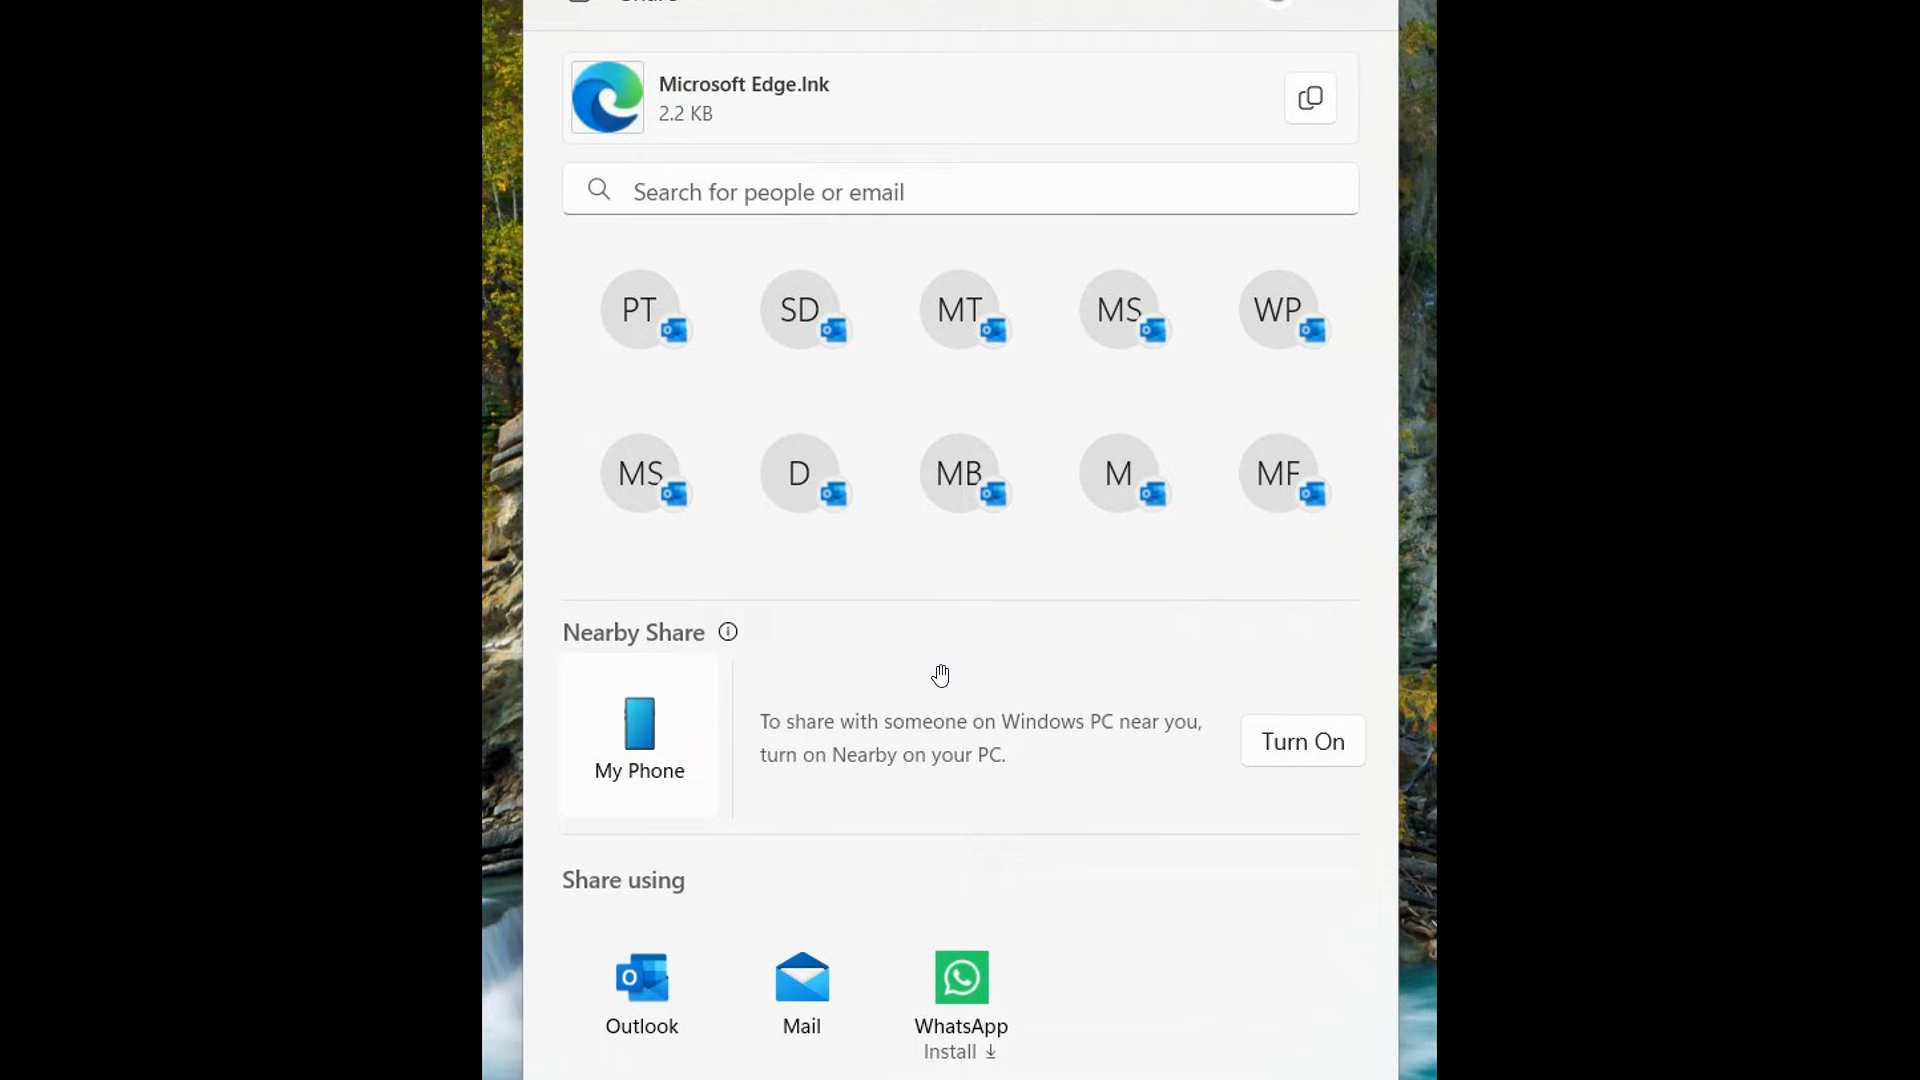 Share
Microsoft Edge.lnk
2.2 KB
Search for people or email
PT SD MT MS WP
MS D MB M MF
Nearby Share
My Phone
To share with someone on Windows PC near you,
turn on Nearby on your PC.
Turn On
Share using
Outlook Mail WhatsApp
Install